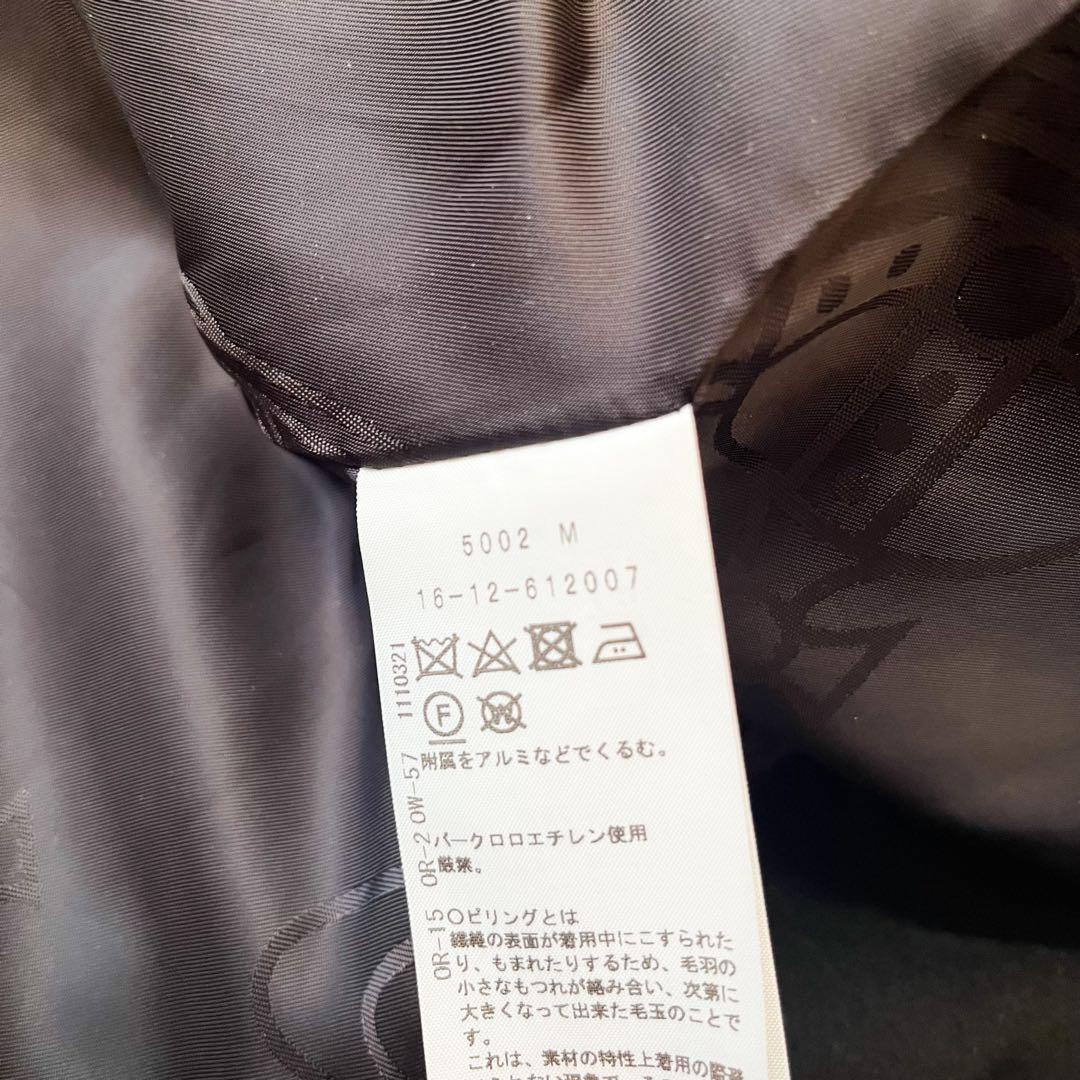 5002 M
16-12-612007
1110321
F
W
附属をアルミなどでくるむ。
OW-57
パークロロエチレン使用
厳禁。
OR-2
OR-15
〇ピリングとは
繊維の表面が着用中にこすられた
り、もまれたりするため、毛羽の
小さなもつれが絡み合い、次第に
大きくなって出来た毛玉のことで
す。
これは、素材の特性上着用の際避